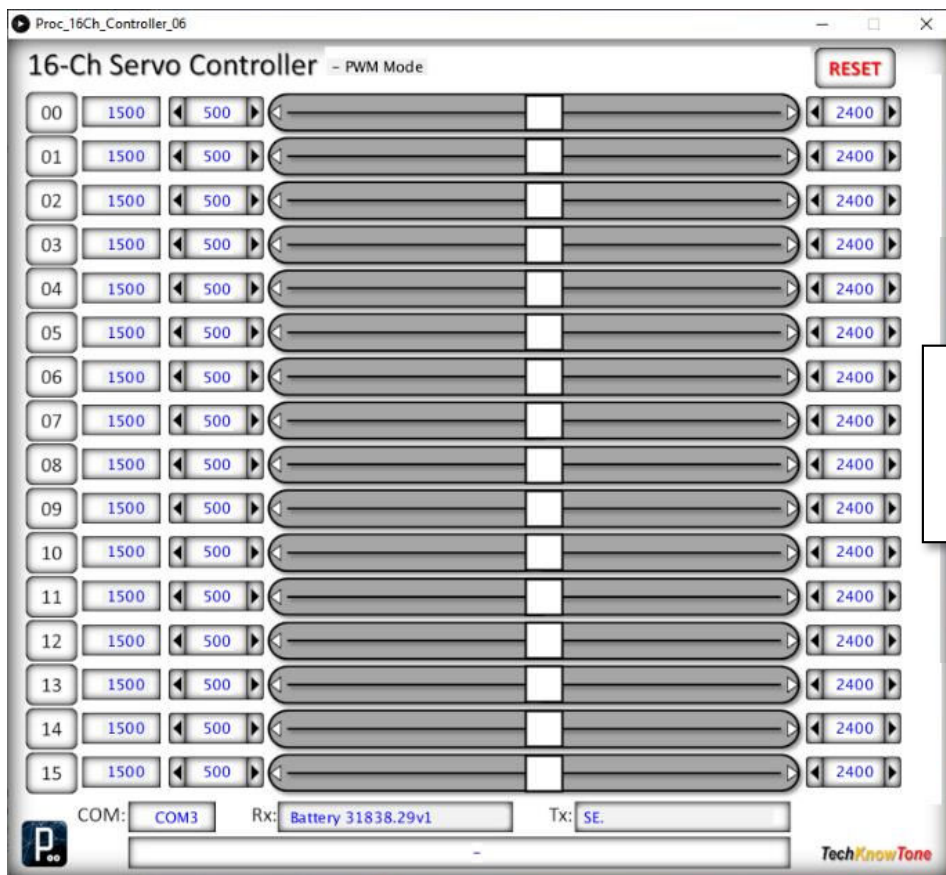 Proc_16Ch_Controller_06
16-Ch Servo Controller - PWM Mode RESET
00 1500 500 2400
01 1500 500 2400
02 1500 500 2400
03 1500 500 2400
04 1500 500 2400
05 1500 500 2400
06 1500 500 2400
07 1500 500 2400
08 1500 500 2400
09 1500 500 2400
10 1500 500 2400
11 1500 500 2400
12 1500 500 2400
13 1500 500 2400
14 1500 500 2400
15 1500 500 2400
COM: COM3 Rx: Battery 31838.29v1 Tx: SE.
P. -
TechKnowTone